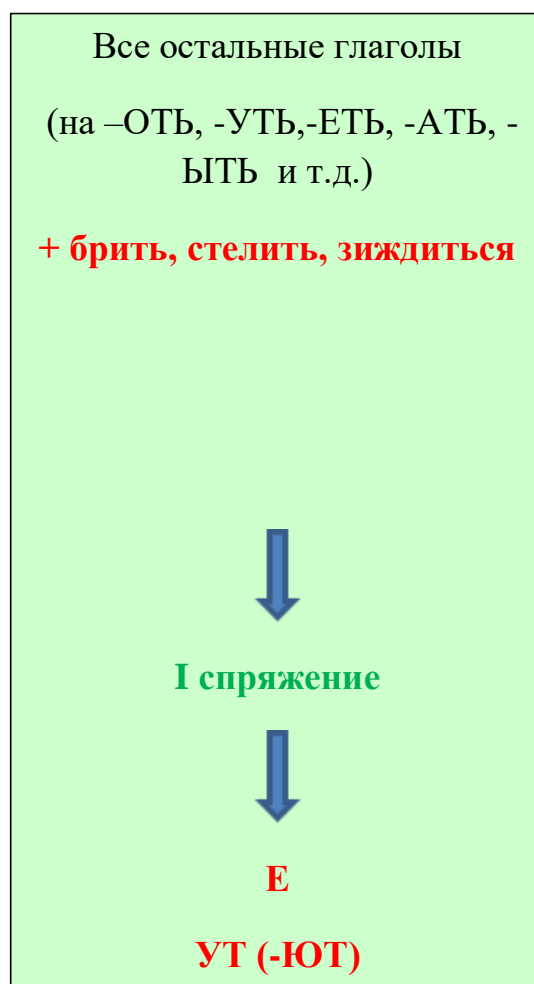 Все остальные глаголы
(на –ОТЬ, -УТЬ,-ЕТЬ, -АТЬ, -
ЫТЬ и т.д.)
+ брить, стелить, зиждиться
I спряжение
Е
УТ (-ЮТ)